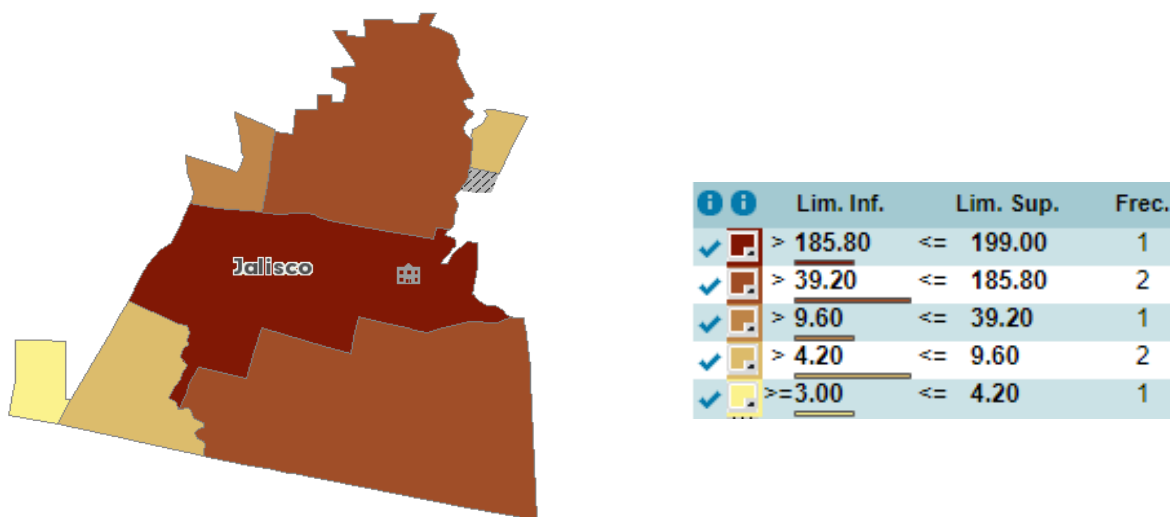 Jalisco
Lim. Inf. Lim. Sup. Frec.
> 185.80 <= 199.00 1
> 39.20 <= 185.80 2
> 9.60 <= 39.20 1
> 4.20 <= 9.60 2
>=3.00 <= 4.20 1